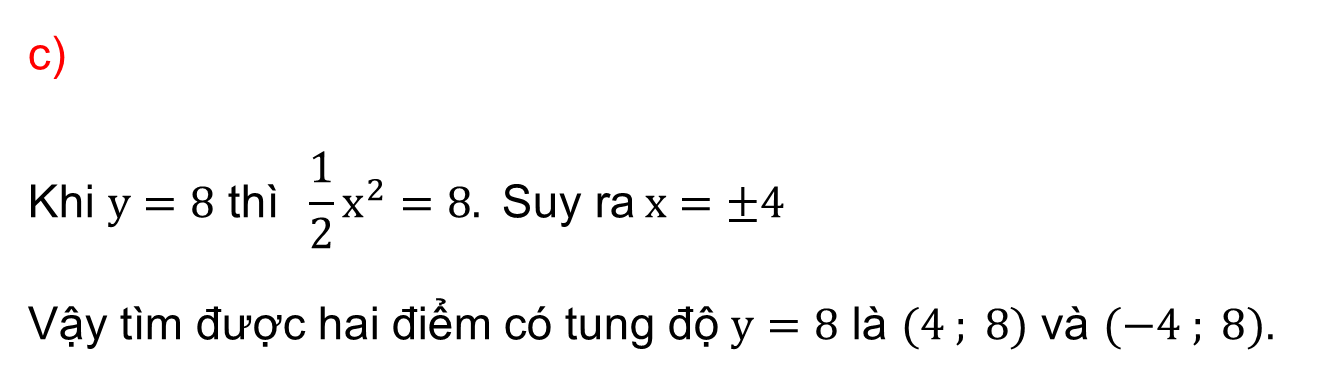 c)
Khi y = 8 thì $\frac{1}{2}$x² = 8. Suy ra x = ±4
Vậy tìm được hai điểm có tung độ y = 8 là (4 ; 8) và (−4 ; 8).